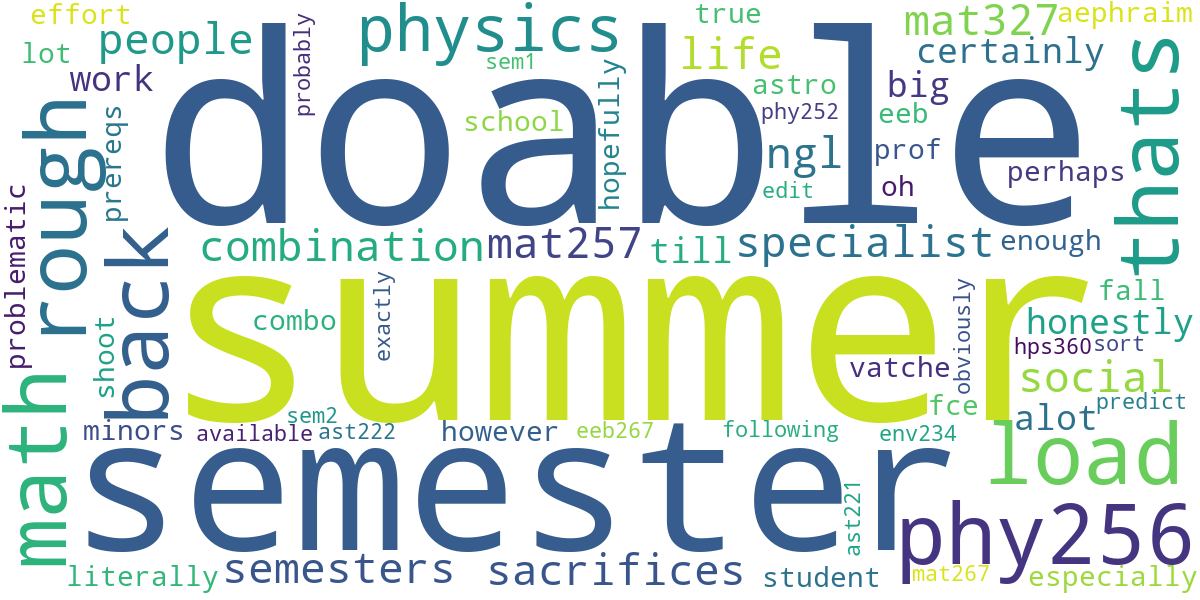 effort
people
physics
true
mat327
aephraim
lot
work
probably
sem1
life
certainly
doable
astro
big
thats
prereqs
school
hopefully
phy252
eeb
rough
ngl
prof
perhaps
edit
oh
problematic
back
combination
mat257
till
specialist
enough
summer
combo
exactly
obviously
fall
honestly
shoot
hps360
sort
vatche
social
math
sem2
fce
alot
predict
minors
available
ast222
however
eeb267
following
env234
load
semester
ast221
phy256
literally
semesters
sacrifices
student
mat267
especially